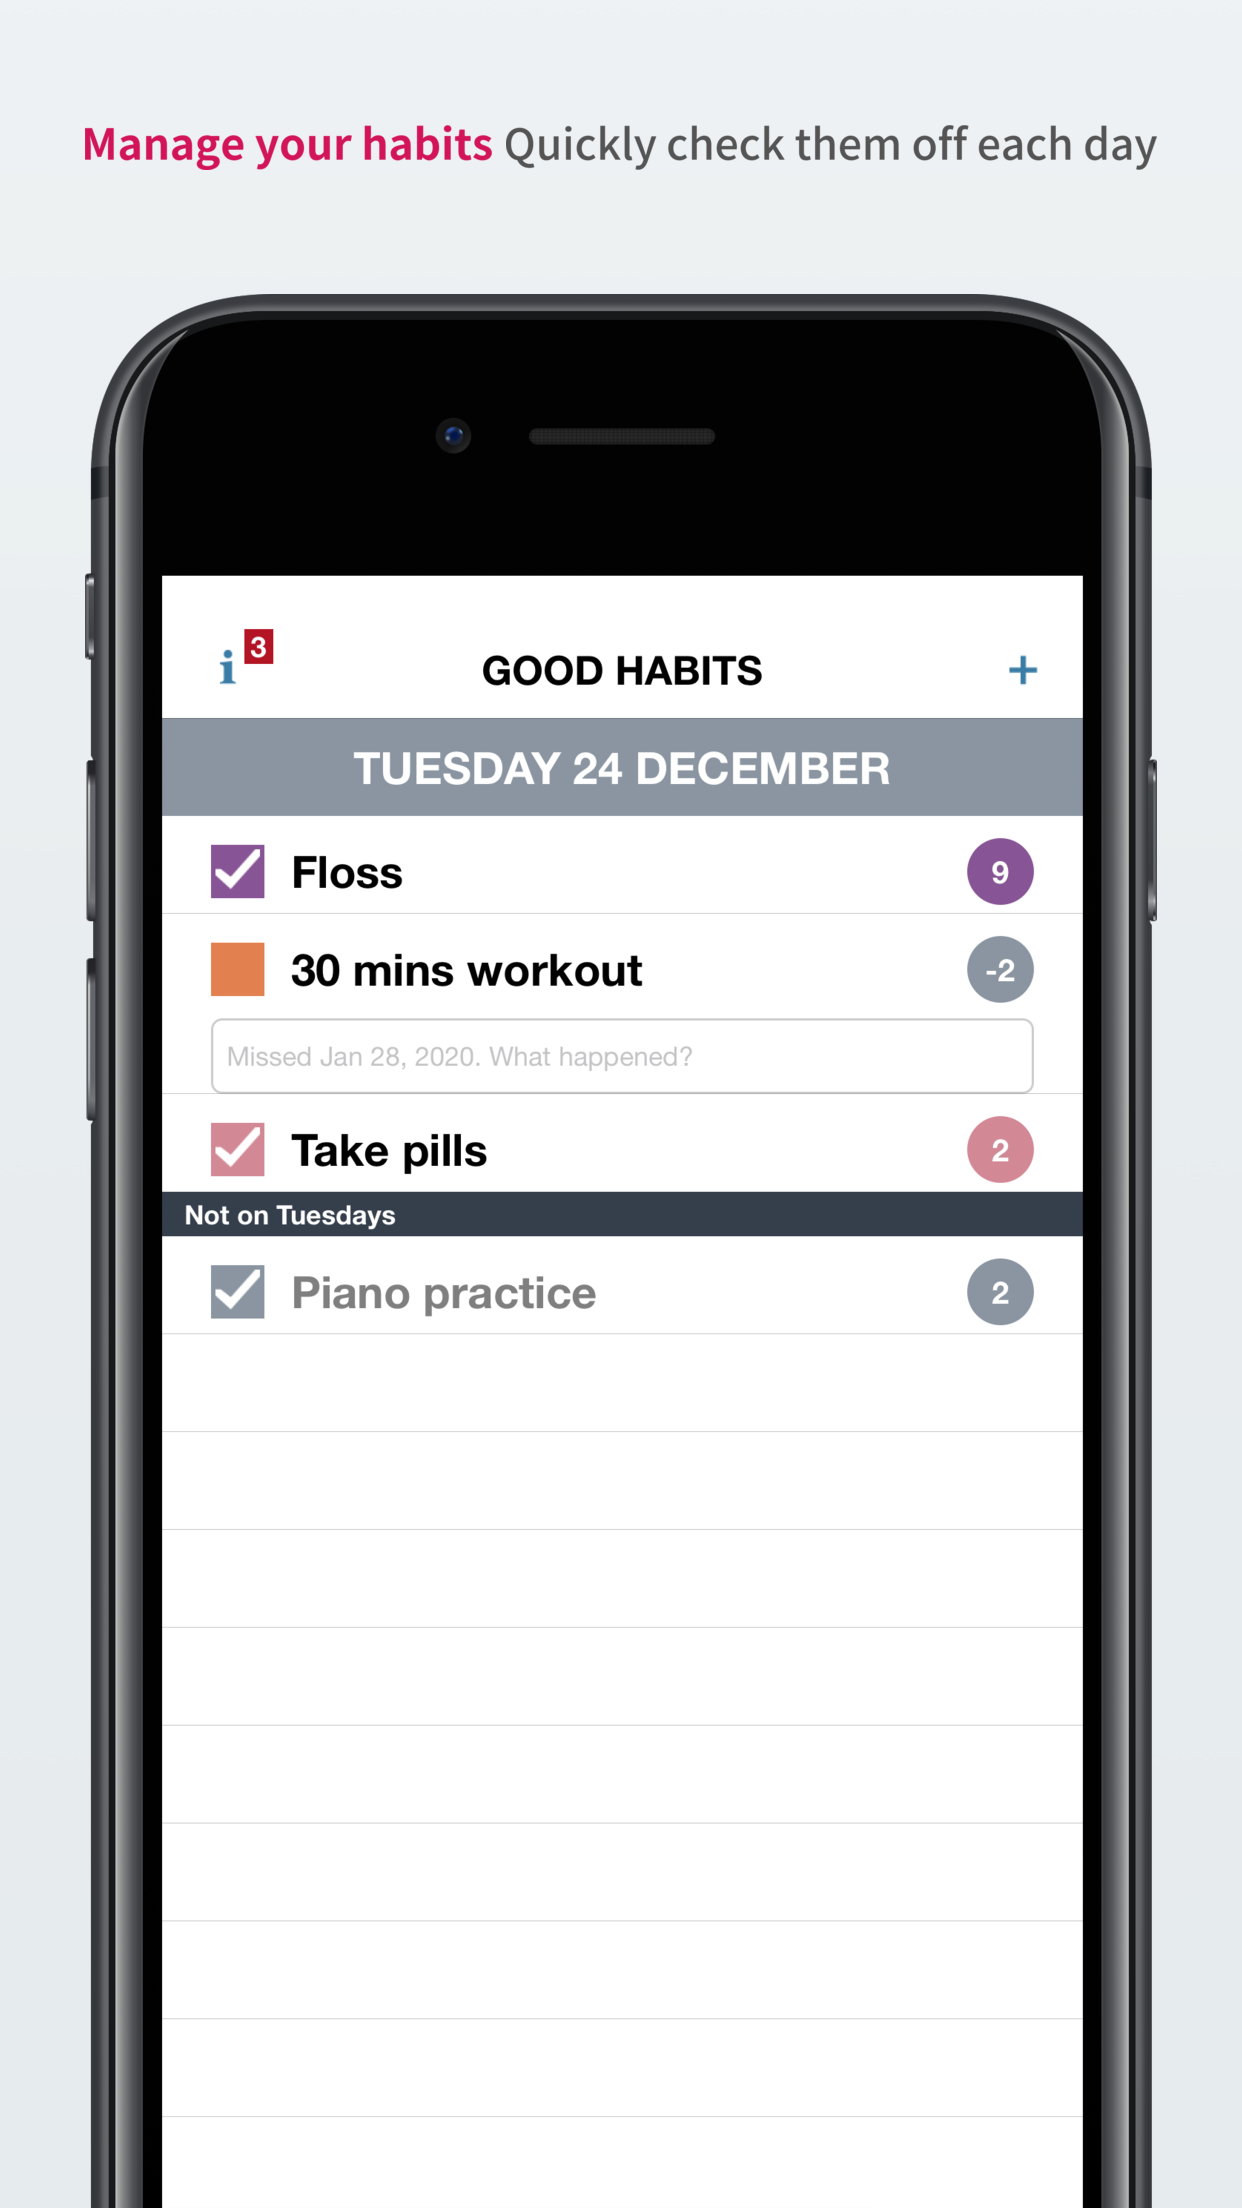 Manage your habits Quickly check them off each day
i 3
GOOD HABITS
+
TUESDAY 24 DECEMBER
Floss 9
30 mins workout -2
Missed Jan 28, 2020. What happened?
Take pills 2
Not on Tuesdays
Piano practice 2